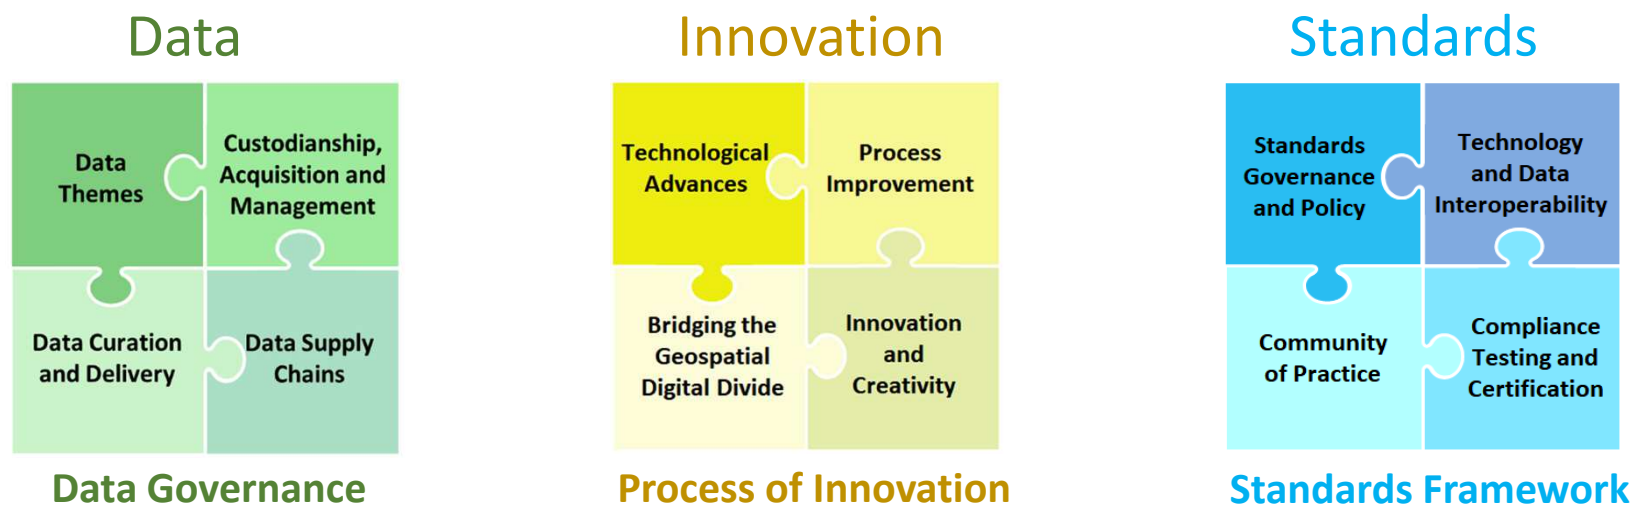 Data
Data
Themes
Custodianship,
Acquisition and
Management
Data Curation
and Delivery
Data Supply
Chains
Data Governance
Innovation
Technological
Advances
Process
Improvement
Bridging the
Geospatial
Digital Divide
Innovation
and
Creativity
Process of Innovation
Standards
Standards
Governance
and Policy
Technology
and Data
Interoperability
Community
of Practice
Compliance
Testing and
Certification
Standards Framework